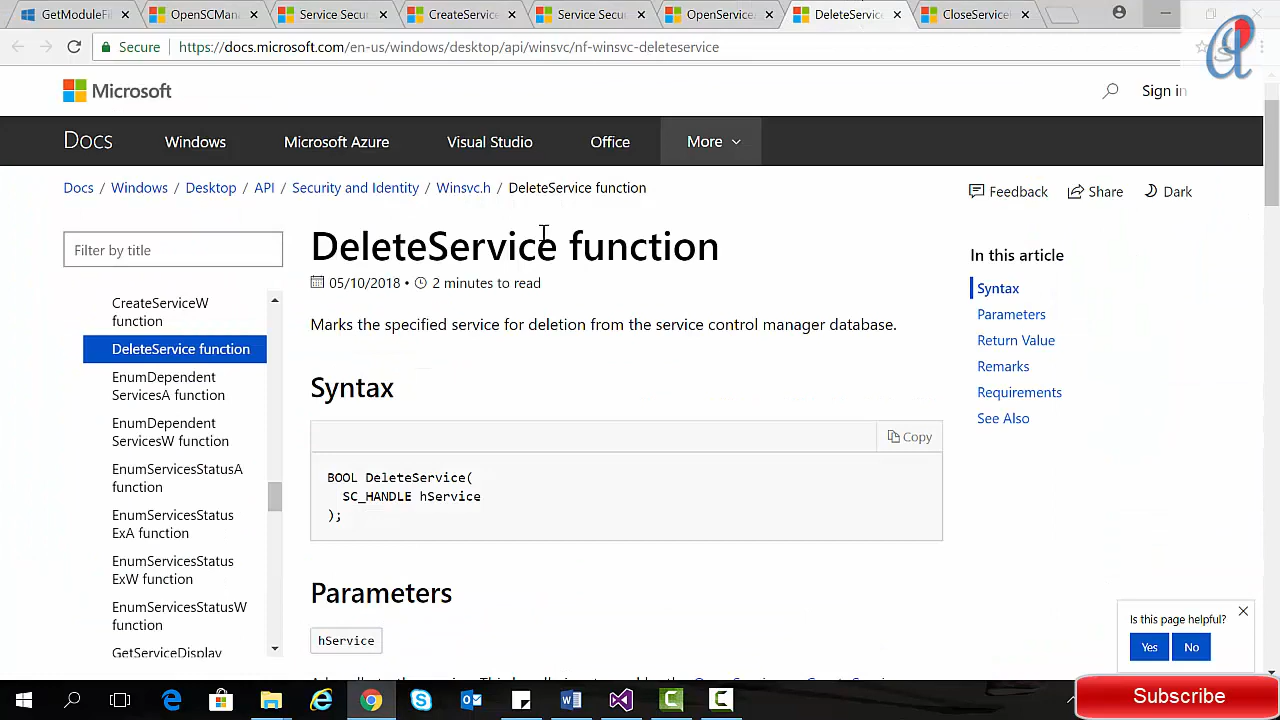 GetModuleFi
OpenSCMan
Service Secur
CreateService
Service Secur
OpenService
DeleteService
CloseService
Secure
https://docs.microsoft.com/en-us/windows/desktop/api/winsvc/nf-winsvc-deleteservice
Microsoft
Sign in
Docs
Windows
Microsoft Azure
Visual Studio
Office
More
Docs / Windows / Desktop / API / Security and Identity / Winsvc.h / DeleteService function
Feedback
Share
Dark
Filter by title
CreateServiceW
function
DeleteService function
EnumDependent
ServicesA function
EnumDependent
ServicesW function
EnumServicesStatusA
function
EnumServicesStatus
ExA function
EnumServicesStatus
ExW function
EnumServicesStatusW
function
GetServiceDisplay
DeleteService function
05/10/2018 • 2 minutes to read
Marks the specified service for deletion from the service control manager database.
Syntax
Copy
BOOL DeleteService(
SC_HANDLE hService
);
Parameters
hService
In this article
Syntax
Parameters
Return Value
Remarks
Requirements
See Also
Is this page helpful?
Yes
No
Subscribe